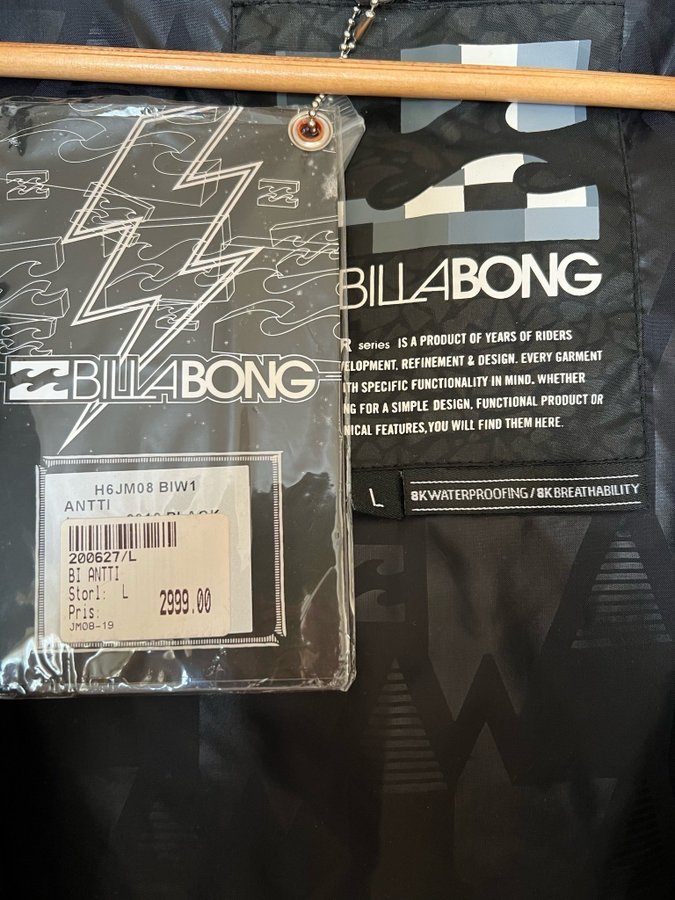 BILLABONG
H6JM08 BIW1
ANTTI
BLACK
200627/L
BI ANTTI
Storl: L
Pris: 2999.00
JM08-19
BILLABONG
R series IS A PRODUCT OF YEARS OF RIDERS
ELOPMENT, REFINEMENT & DESIGN. EVERY GARMENT
TH SPECIFIC FUNCTIONALITY IN MIND. WHETHER
NG FOR A SIMPLE DESIGN, FUNCTIONAL PRODUCT OR
NICAL FEATURES, YOU WILL FIND THEM HERE.
L
8K WATERPROOFING / 8K BREATHABILITY